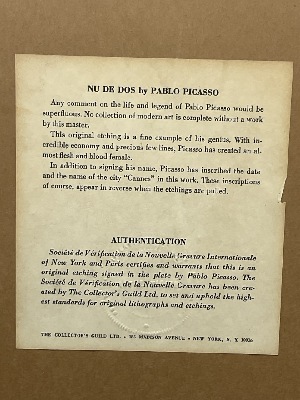 NU DE DOS by PABLO PICASSO
Any comment on the life and legend of Pablo Picasso would be
superfluous. No collection of modern art is complete without a work
by this master.
This original etching is a fine example of his genius. With in-
credible economy and precious few lines, Picasso has created an al-
most flesh and blood female.
In addition to signing his name, Picasso has inscribed the date
and the name of the city "Cannes" in this work. These inscriptions
of course, appear in reverse when the etchings are pulled.
AUTHENTICATION
Société de Vérification de la Nouvelle Gravure Internationale
of New York and Paris certifies and warrants that this is an
original etching signed in the plate by Pablo Picasso. The
Société de Vérification de la Nouvelle Gravure has been cre-
ated by The Collector's Guild Ltd. to set and uphold the high-
est standards for original lithographs and etchings.
THE COLLECTOR'S GUILD LTD. • MADISON AVENUE • NEW YORK, N. Y.